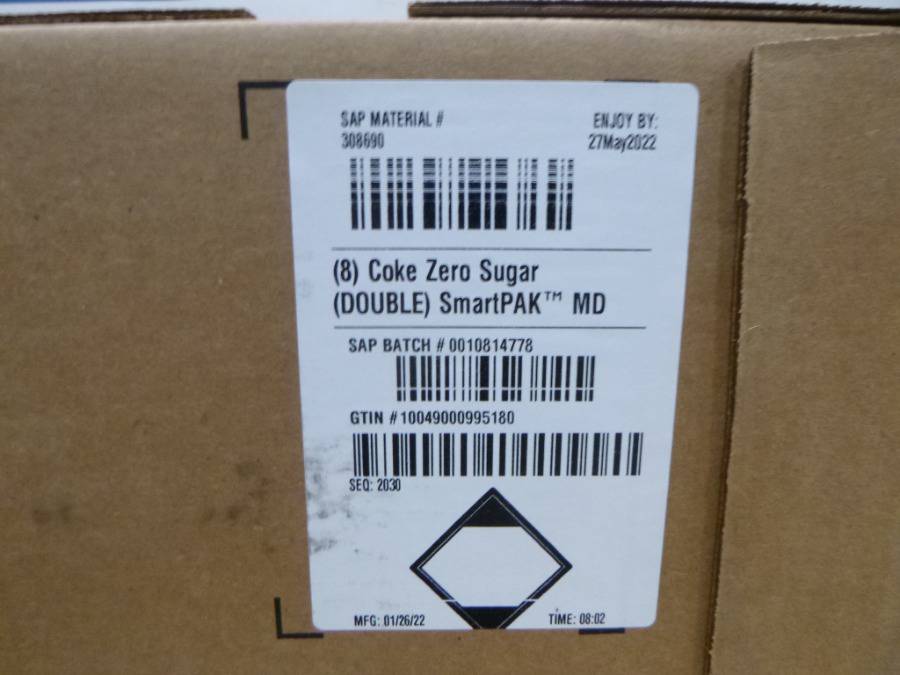 SAP MATERIAL #
308690
ENJOY BY:
27May2022
(8) Coke Zero Sugar
(DOUBLE) SmartPAK™ MD
SAP BATCH # 0010814778
GTIN # 10049000995180
SEQ: 2030
MFG: 01/26/22
TIME: 08:02